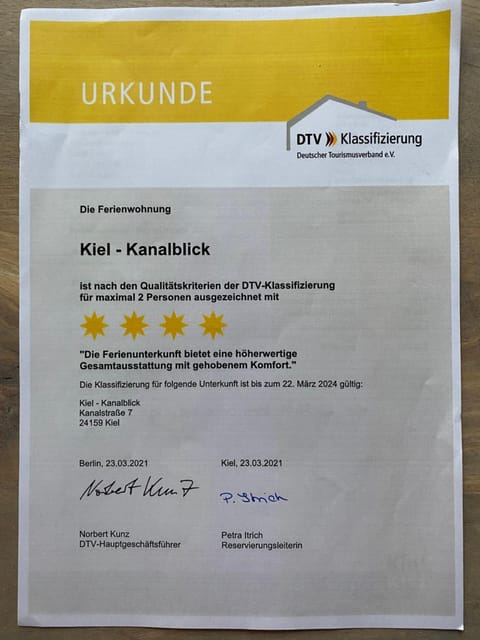 URKUNDE
DTV Klassifizierung
Deutscher Tourismusverband e.V.
Die Ferienwohnung
Kiel - Kanalblick
ist nach den Qualitätskriterien der DTV-Klassifizierung
für maximal 2 Personen ausgezeichnet mit
"Die Ferienunterkunft bietet eine höherwertige
Gesamtausstattung mit gehobenem Komfort."
Die Klassifizierung für folgende Unterkunft ist bis zum 22. März 2024 gültig:
Kiel - Kanalblick
Kanalstraße 7
24159 Kiel
Berlin, 23.03.2021 Kiel, 23.03.2021
Norbert Kunz P. Itrich
Norbert Kunz Petra Itrich
DTV-Hauptgeschäftsführer Reservierungsleiterin